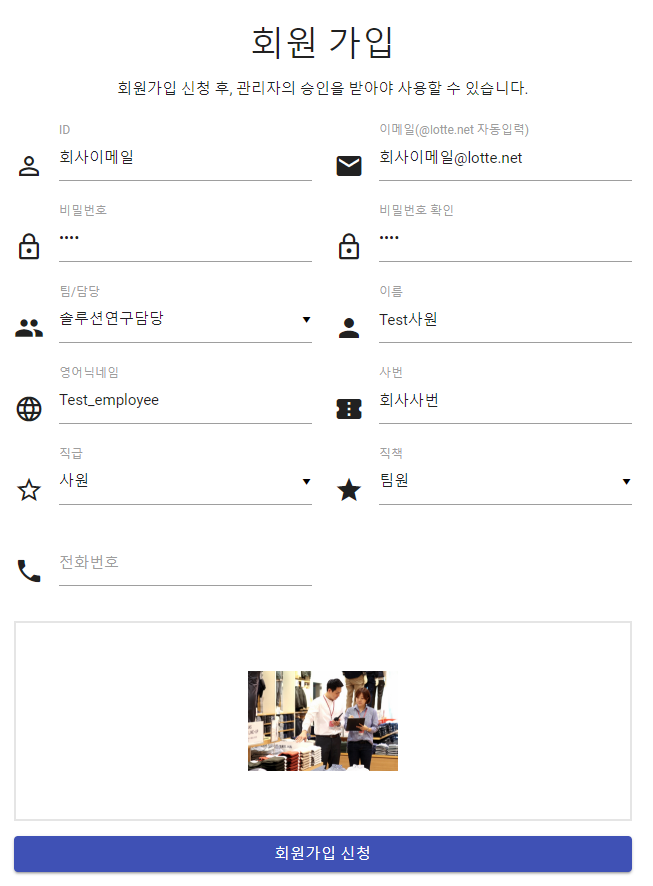 회원 가입
회원가입 신청 후, 관리자의 승인을 받아야 사용할 수 있습니다.
ID
회사이메일
이메일(@lotte.net 자동입력)
회사이메일@lotte.net
비밀번호
••••
비밀번호 확인
••••
팀/담당
솔루션연구담당
이름
Test사원
영어닉네임
Test_employee
사번
회사사번
직급
사원
직책
팀원
전화번호
회원가입 신청